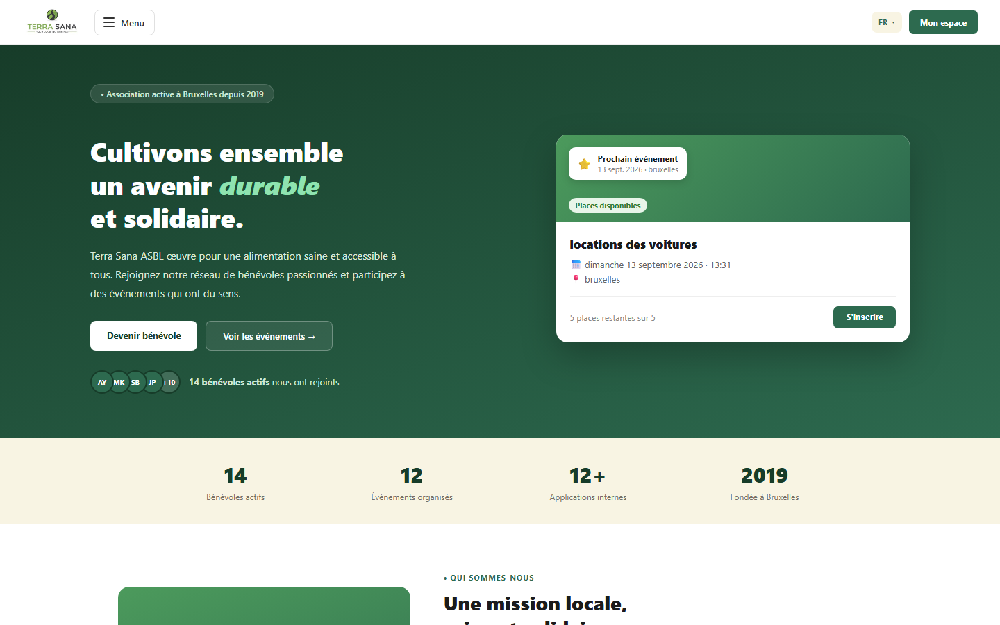 TERRA SANA
Menu
FR
Mon espace
• Association active à Bruxelles depuis 2019
Cultivons ensemble
un avenir durable
et solidaire.
Terra Sana ASBL œuvre pour une alimentation saine et accessible à
tous. Rejoignez notre réseau de bénévoles passionnés et participez à
des événements qui ont du sens.
Devenir bénévole
Voir les événements →
AY MK SB JP +10
14 bénévoles actifs nous ont rejoints
Prochain événement
13 sept. 2026 · bruxelles
Places disponibles
locations des voitures
dimanche 13 septembre 2026 · 13:31
bruxelles
5 places restantes sur 5
S'inscrire
14
Bénévoles actifs
12
Événements organisés
12+
Applications internes
2019
Fondée à Bruxelles
• QUI SOMMES-NOUS
Une mission locale,